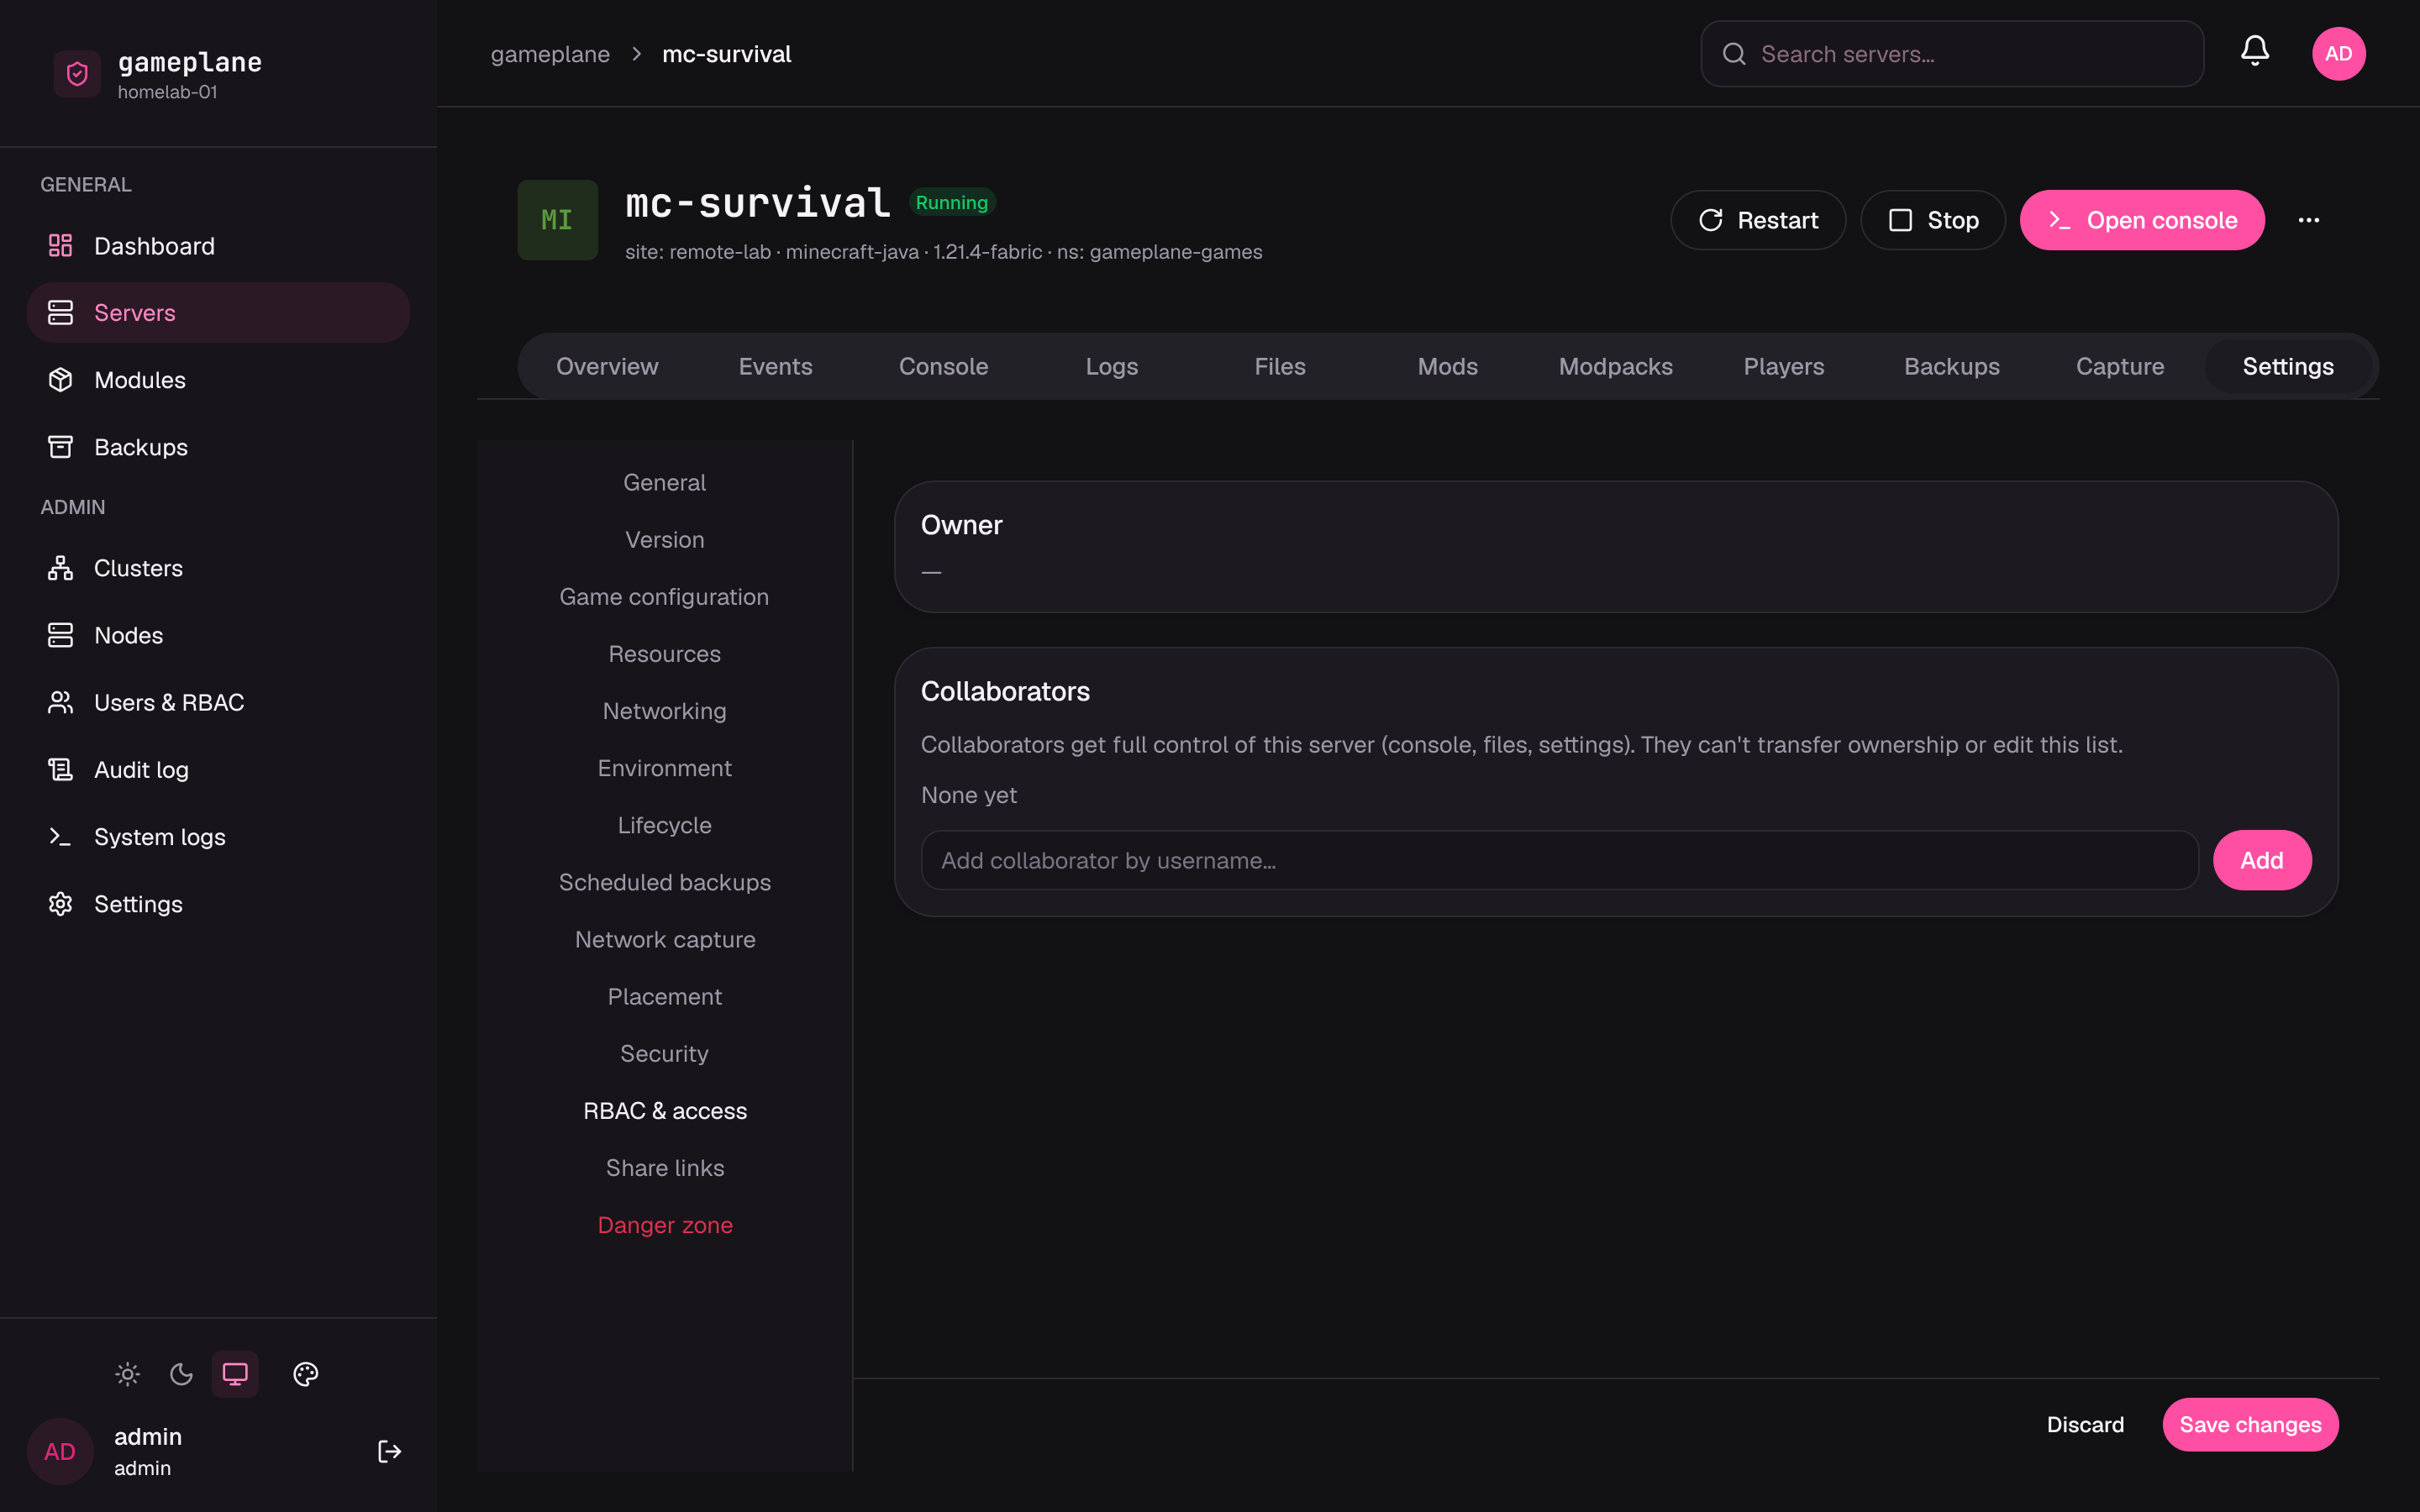 gameplane
homelab-01
GENERAL
Dashboard
Servers
Modules
Backups
ADMIN
Clusters
Nodes
Users & RBAC
Audit log
System logs
Settings
AD
admin
admin
gameplane > mc-survival
Search servers…
AD
MI
mc-survival
Running
site: remote-lab · minecraft-java · 1.21.4-fabric · ns: gameplane-games
Restart
Stop
Open console
Overview
Events
Console
Logs
Files
Mods
Modpacks
Players
Backups
Capture
Settings
General
Version
Game configuration
Resources
Networking
Environment
Lifecycle
Scheduled backups
Network capture
Placement
Security
RBAC & access
Share links
Danger zone
Owner
—
Collaborators
Collaborators get full control of this server (console, files, settings). They can't transfer ownership or edit this list.
None yet
Add collaborator by username…
Add
Discard
Save changes